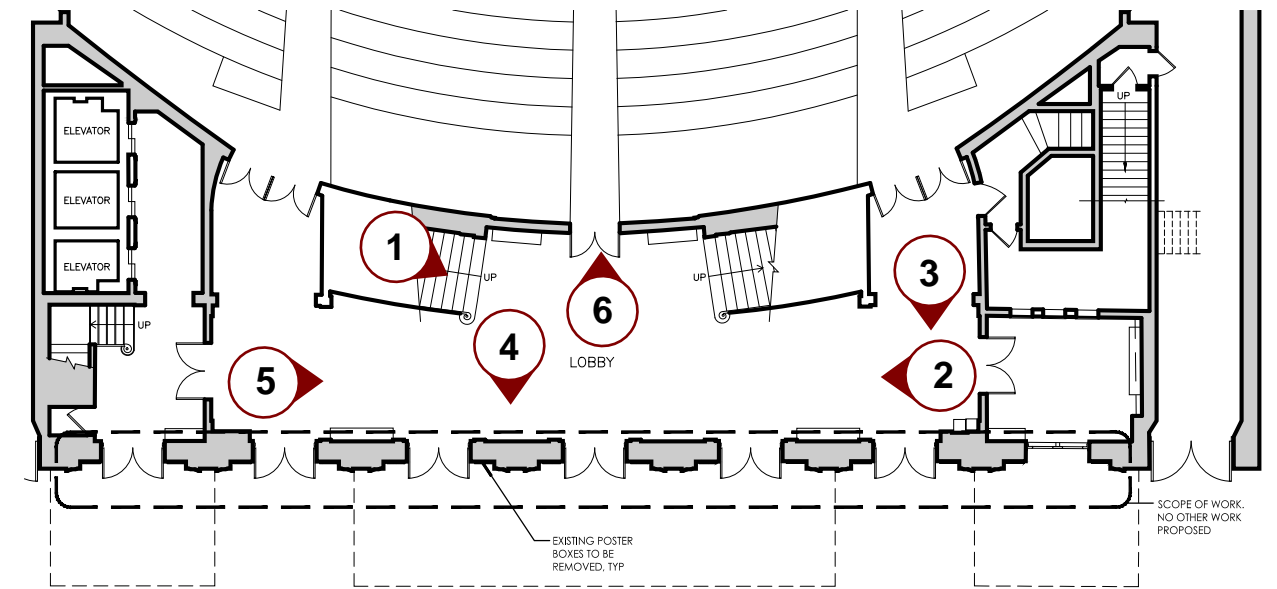 ELEVATOR
UP
ELEVATOR
1
3
ELEVATOR
UP
UP
6
UP
4
LOBBY
5
2
SCOPE OF WORK.
NO OTHER WORK
PROPOSED
EXISTING POSTER
BOXES TO BE
REMOVED, TYP